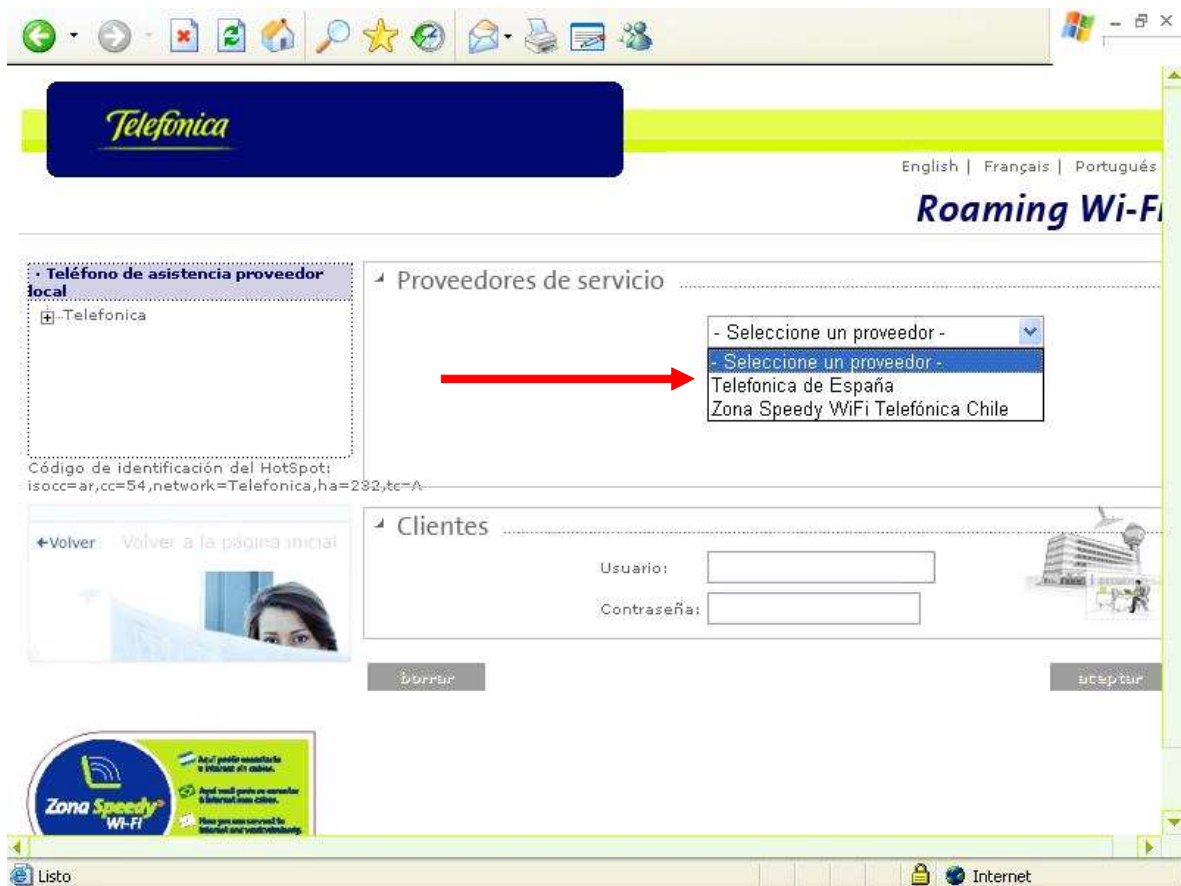 Telefónica
English | Français | Portugués
Roaming Wi-Fi
· Teléfono de asistencia proveedor
local
Telefonica
Código de identificación del HotSpot:
isocc=ar,cc=54,network=Telefonica,ha=232,tc=A
Proveedores de servicio
- Seleccione un proveedor -
- Seleccione un proveedor -
Telefonica de España
Zona Speedy WiFi Telefónica Chile
Volver Volver a la página inicial
Clientes
Usuario:
Contraseña:
borrar
aceptar
Zona Speedy
Wi-Fi
Listo
Internet